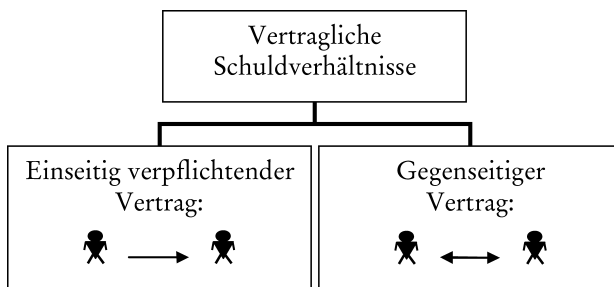 Vertragliche
Schuldverhältnisse
Einseitig verpflichtender
Vertrag:
Gegenseitiger
Vertrag: